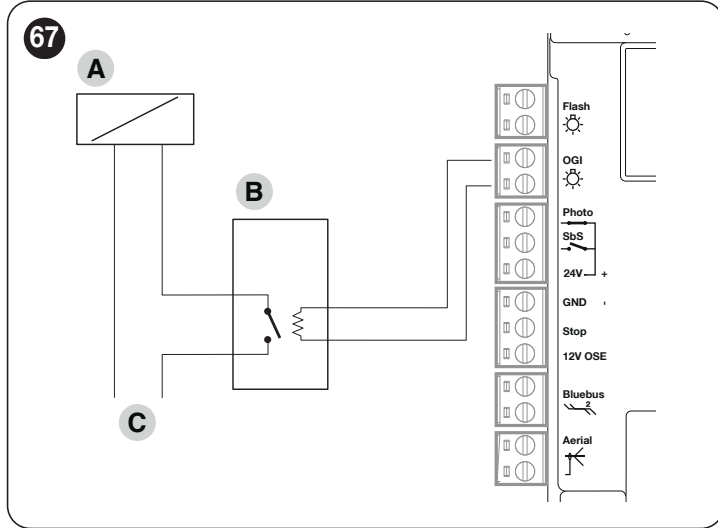 67
A
B
C
Flash
OGI
Photo
SbS
24V +
GND -
Stop
12V OSE
Bluebus
2
Aerial